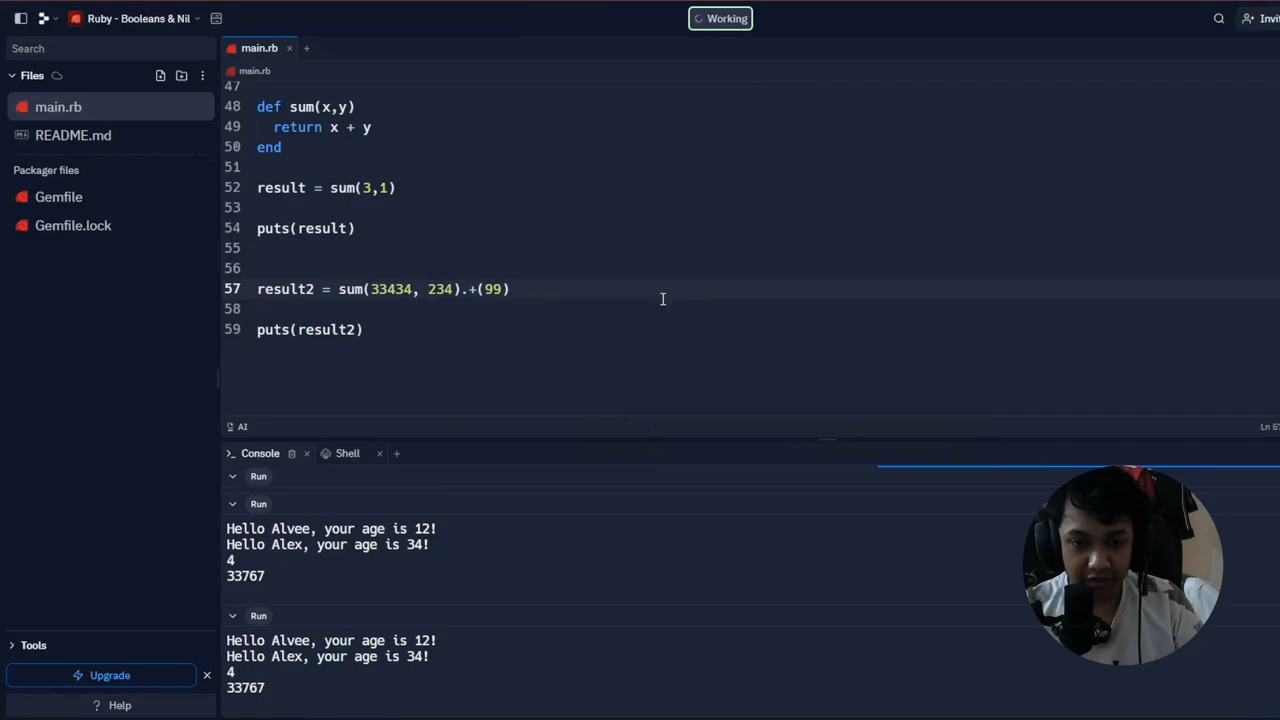 Ruby - Booleans & Nil
Working
Invi
Search
main.rb
Files
main.rb
main.rb
README.md
Packager files
Gemfile
Gemfile.lock
47
48 def sum(x,y)
49 return x + y
50 end
51
52 result = sum(3,1)
53
54 puts(result)
55
56
57 result2 = sum(33434, 234).+(99)
58
59 puts(result2)
AI
Ln 57
Console
Shell
Run
Run
Hello Alvee, your age is 12!
Hello Alex, your age is 34!
4
33767
Run
Hello Alvee, your age is 12!
Hello Alex, your age is 34!
4
33767
Tools
Upgrade
Help